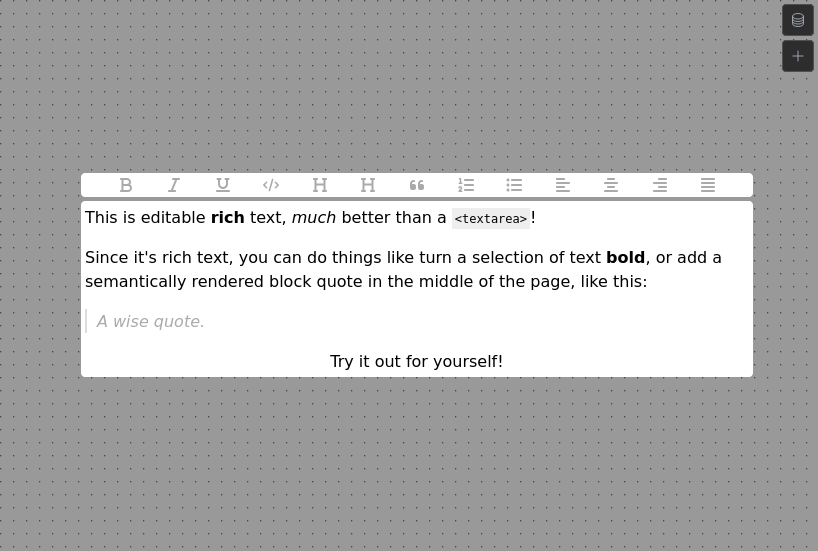 This is editable rich text, much better than a <textarea>!
Since it's rich text, you can do things like turn a selection of text bold, or add a
semantically rendered block quote in the middle of the page, like this:
A wise quote.
Try it out for yourself!